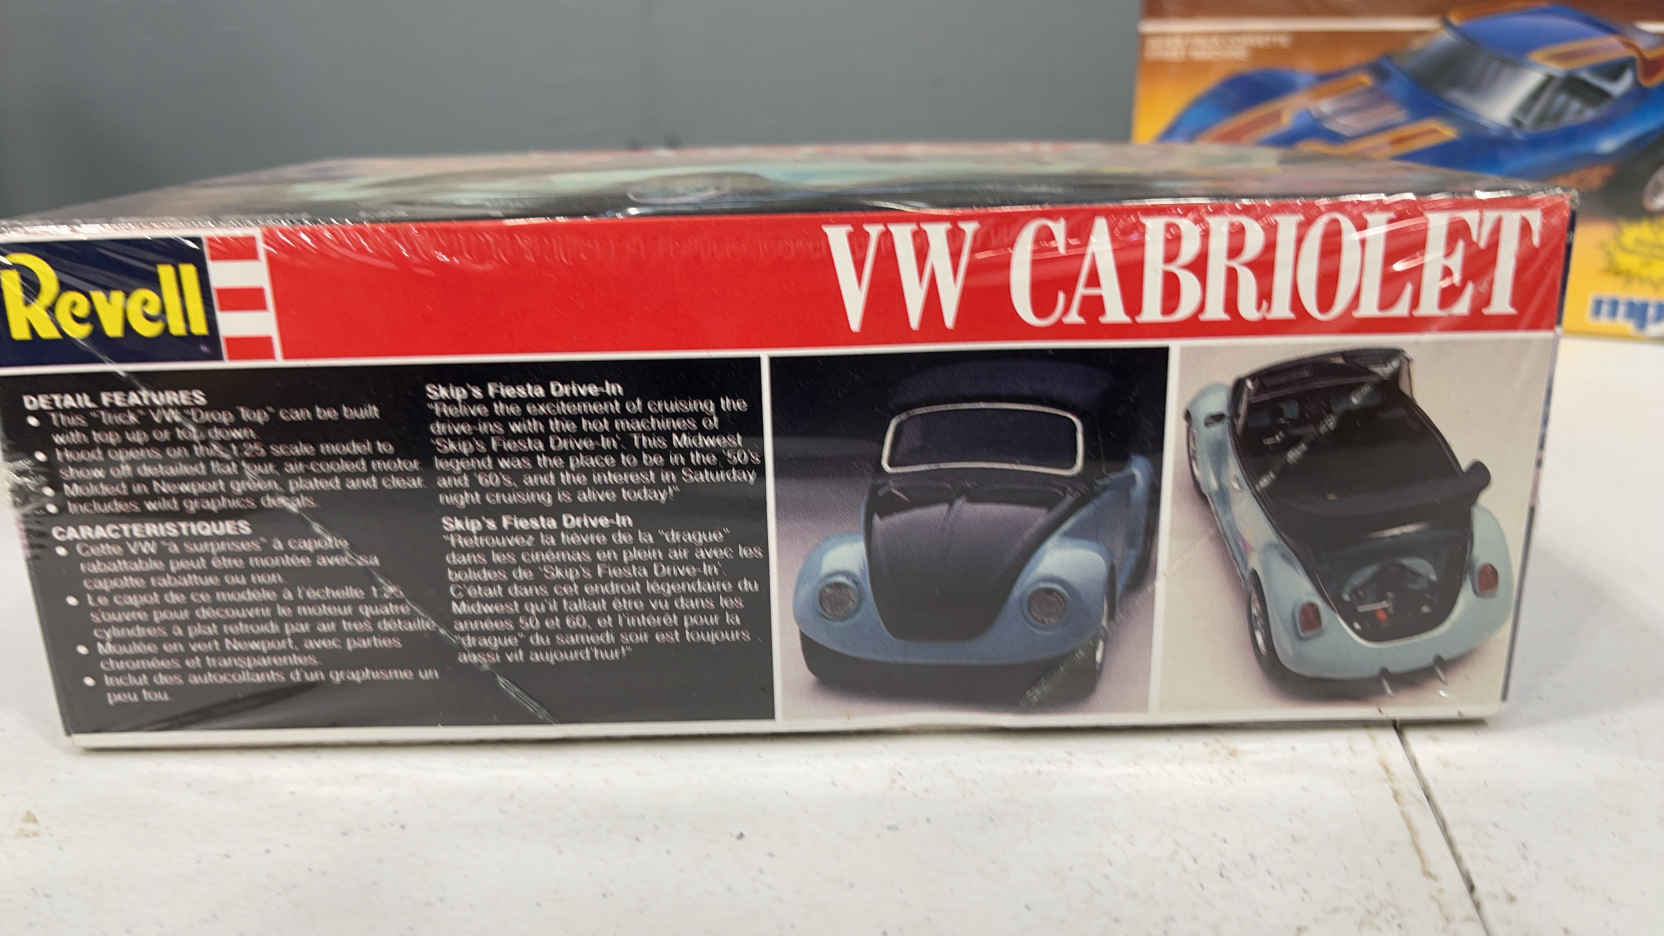 Revell
VW CABRIOLET
DETAIL FEATURES
• This "Trick" VW "Drop Top" can be built
with top up or top down.
• Hood opens on this 1:25 scale model to
show off detailed flat four, air-cooled motor.
• Molded in Newport green, plated and clear.
• Includes wild graphics decals.
CARACTERISTIQUES
• Cette VW "à surprises" à capotte
rabattable peut être montée avec sa
capotte rabattue ou non.
• Le capot de ce modèle à l'échelle 1:25
s'ouvre pour découvrir le moteur quatre
cylindres à plat refroidi par air très détaillé
• Moulée en vert Newport, avec parties
chromées et transparentes.
• Inclut des autocollants d'un graphisme un
peu fou.
Skip's Fiesta Drive-In
"Relive the excitement of cruising the
drive-ins with the hot machines of
'Skip's Fiesta Drive-In'. This Midwest
legend was the place to be in the '50's
and '60's, and the interest in Saturday
night cruising is alive today!"
Skip's Fiesta Drive-In
"Retrouvez la fièvre de la "drague"
dans les cinémas en plein air avec les
bolides de 'Skip's Fiesta Drive-In'.
C'était dans cet endroit légendaire du
Midwest qu'il fallait être vu dans les
années 50 et 60, et l'intérêt pour la
"drague" du samedi soir est toujours
aussi vif aujourd'hui!"
mp